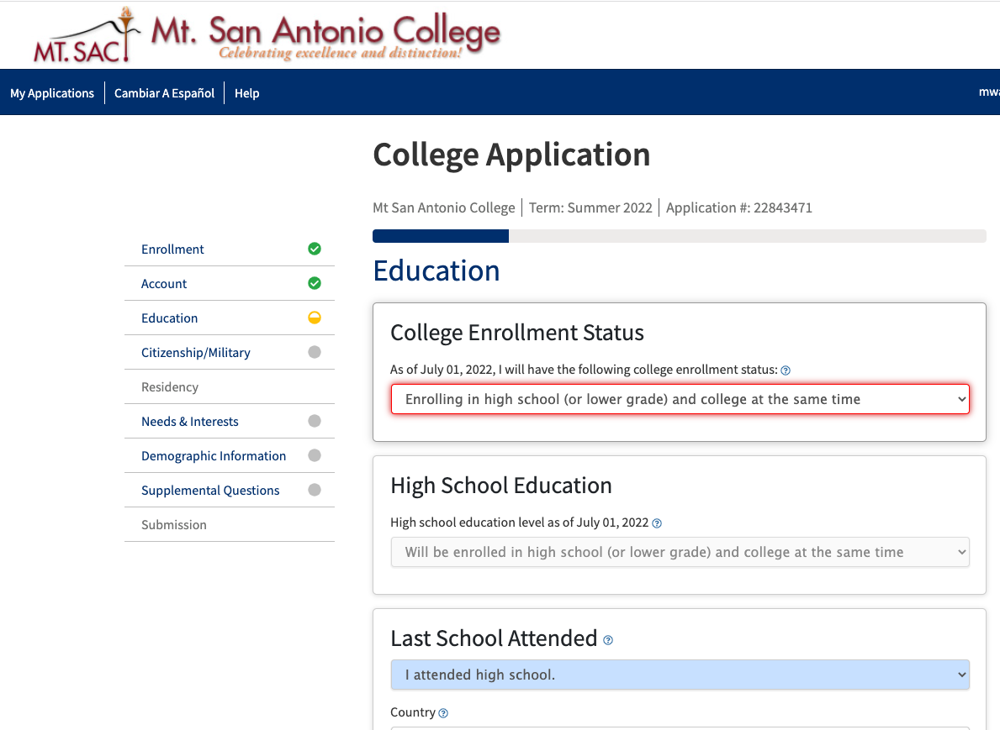 MT. SAC
Mt. San Antonio College
Celebrating excellence and distinction!
My Applications
Cambiar A Español
Help
College Application
Mt San Antonio College
Term: Summer 2022
Application #: 22843471
Enrollment
Account
Education
Citizenship/Military
Residency
Needs & Interests
Demographic Information
Supplemental Questions
Submission
Education
College Enrollment Status
As of July 01, 2022, I will have the following college enrollment status:
Enrolling in high school (or lower grade) and college at the same time
High School Education
High school education level as of July 01, 2022
Will be enrolled in high school (or lower grade) and college at the same time
Last School Attended
I attended high school.
Country